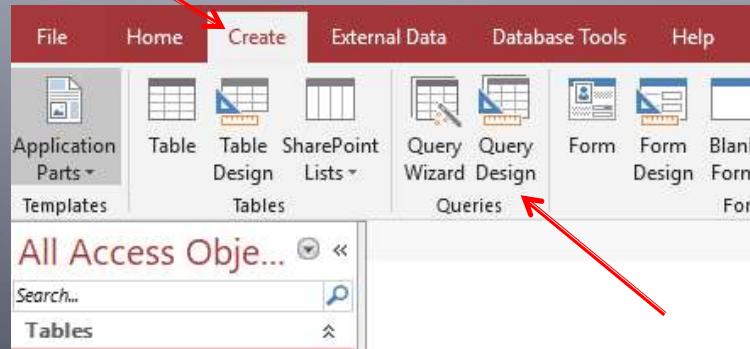 File Home Create External Data Database Tools Help
Application Table Table SharePoint Query Query Form Form
Parts Design Lists Wizard Design Design
Templates Tables Queries
All Access Obje... «
Search...
Tables